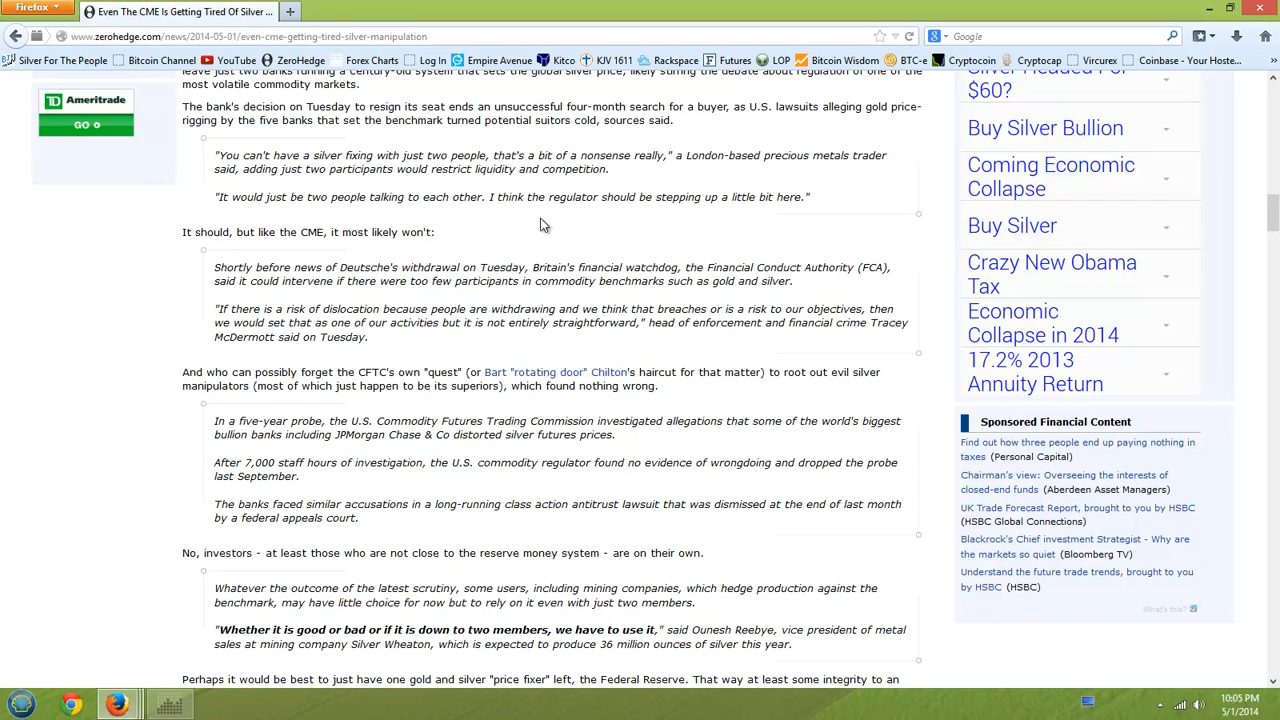 Firefox
Even The CME Is Getting Tired Of Silver ...
www.zerohedge.com/news/2014-05-01/even-cme-getting-tired-silver-manipulation
Google
Silver For The People
Bitcoin Channel
YouTube
ZeroHedge
Forex Charts
Log In
Empire Avenue
Kitco
KJV 1611
Rackspace
Futures
LOP
Bitcoin Wisdom
BTC-e
Cryptocoin
Cryptocap
Vircurex
Coinbase - Your Hoste...
leave just two banks running a century-old system that sets the global silver price, likely stirring the debate about regulation of one of the
most volatile commodity markets.
The bank's decision on Tuesday to resign its seat ends an unsuccessful four-month search for a buyer, as U.S. lawsuits alleging gold price-
rigging by the five banks that set the benchmark turned potential suitors cold, sources said.
"You can't have a silver fixing with just two people, that's a bit of a nonsense really," a London-based precious metals trader
said, adding just two participants would restrict liquidity and competition.
"It would just be two people talking to each other. I think the regulator should be stepping up a little bit here."
It should, but like the CME, it most likely won't:
Shortly before news of Deutsche's withdrawal on Tuesday, Britain's financial watchdog, the Financial Conduct Authority (FCA),
said it could intervene if there were too few participants in commodity benchmarks such as gold and silver.
"If there is a risk of dislocation because people are withdrawing and we think that breaches or is a risk to our objectives, then
we would set that as one of our activities but it is not entirely straightforward," head of enforcement and financial crime Tracey
McDermott said on Tuesday.
And who can possibly forget the CFTC's own "quest" (or Bart "rotating door" Chilton's haircut for that matter) to root out evil silver
manipulators (most of which just happen to be its superiors), which found nothing wrong.
In a five-year probe, the U.S. Commodity Futures Trading Commission investigated allegations that some of the world's biggest
bullion banks including JPMorgan Chase & Co distorted silver futures prices.
After 7,000 staff hours of investigation, the U.S. commodity regulator found no evidence of wrongdoing and dropped the probe
last September.
The banks faced similar accusations in a long-running class action antitrust lawsuit that was dismissed at the end of last month
by a federal appeals court.
No, investors - at least those who are not close to the reserve money system - are on their own.
Whatever the outcome of the latest scrutiny, some users, including mining companies, which hedge production against the
benchmark, may have little choice for now but to rely on it even with just two members.
"Whether it is good or bad or if it is down to two members, we have to use it," said Ounesh Reebye, vice president of metal
sales at mining company Silver Wheaton, which is expected to produce 36 million ounces of silver this year.
Perhaps it would be best to just have one gold and silver "price fixer" left, the Federal Reserve. That way at least some integrity to an
TD Ameritrade
GO
Silver Headed For
$60?
Buy Silver Bullion
Coming Economic
Collapse
Buy Silver
Crazy New Obama
Tax
Economic
Collapse in 2014
17.2% 2013
Annuity Return
Sponsored Financial Content
Find out how three people end up paying nothing in
taxes (Personal Capital)
Chairman's view: Overseeing the interests of
closed-end funds (Aberdeen Asset Managers)
UK Trade Forecast Report, brought to you by HSBC
(HSBC Global Connections)
Blackrock's Chief investment Strategist - Why are
the markets so quiet (Bloomberg TV)
Understand the future trade trends, brought to you
by HSBC (HSBC)
What's this?
10:05 PM
5/1/2014